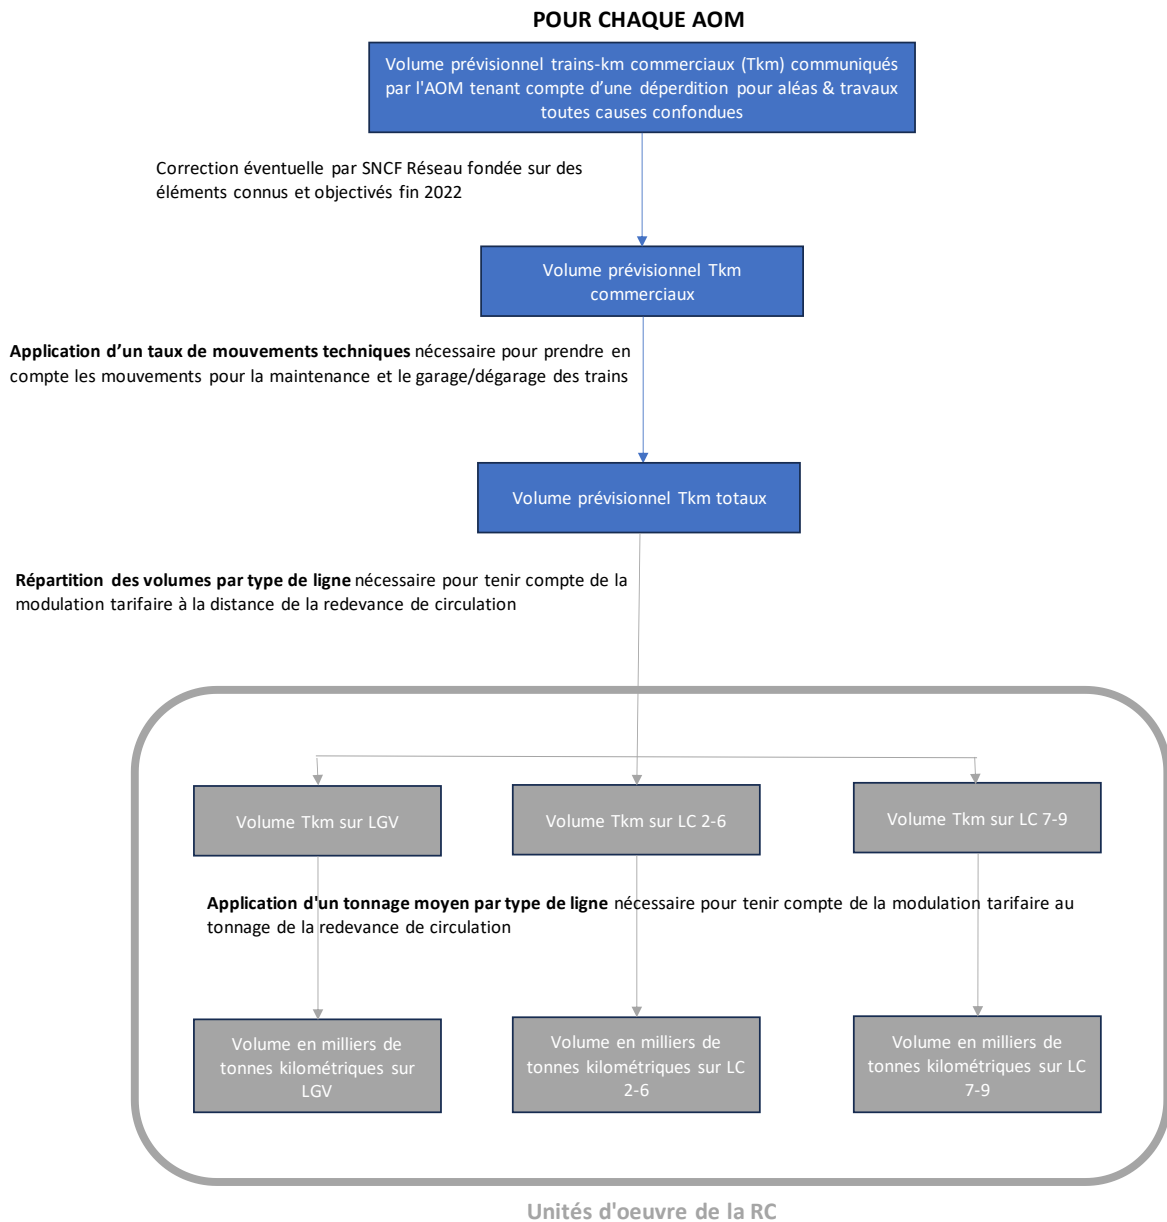 POUR CHAQUE AOM
Volume prévisionnel trains-km commerciaux (Tkm) communiqués
par l'AOM tenant compte d’une déperdition pour aléas & travaux
toutes causes confondues
Correction éventuelle par SNCF Réseau fondée sur des
éléments connus et objectivés fin 2022
Volume prévisionnel Tkm
commerciaux
Application d’un taux de mouvements techniques nécessaire pour prendre en
compte les mouvements pour la maintenance et le garage/dégarage des trains
Volume prévisionnel Tkm totaux
Répartition des volumes par type de ligne nécessaire pour tenir compte de la
modulation tarifaire à la distance de la redevance de circulation
Volume Tkm sur LGV
Volume Tkm sur LC 2-6
Volume Tkm sur LC 7-9
Application d'un tonnage moyen par type de ligne nécessaire pour tenir compte de la modulation tarifaire au
tonnage de la redevance de circulation
Volume en milliers de
tonnes kilométriques sur
LGV
Volume en milliers de
tonnes kilométriques sur LC
2-6
Volume en milliers de
tonnes kilométriques sur LC
7-9
Unités d'oeuvre de la RC